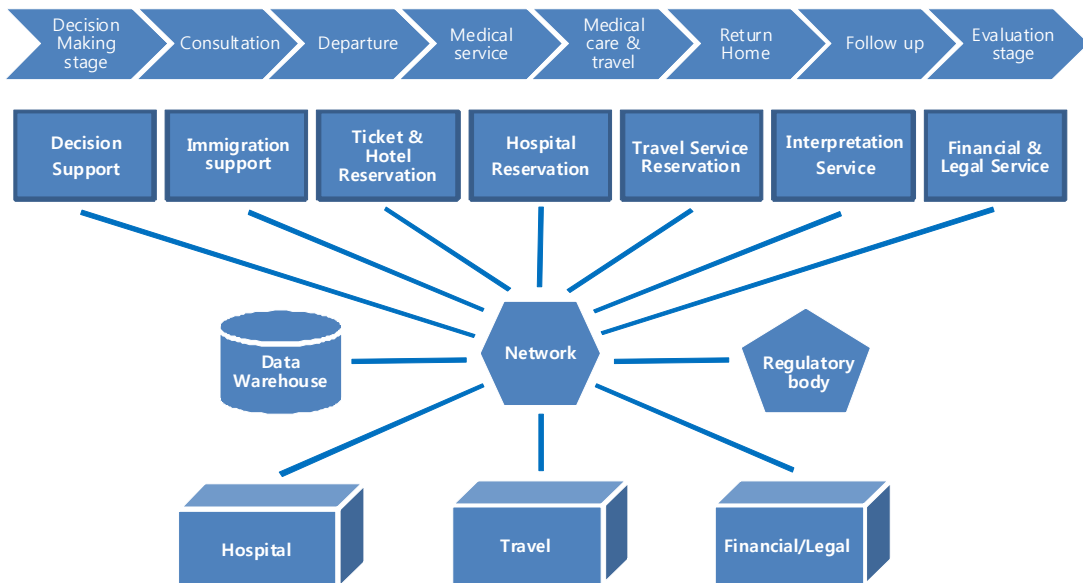 Decision
Making
stage
Consultation
Departure
Medical
service
Medical
care &
travel
Return
Home
Follow up
Evaluation
stage
Decision
Support
Immigration
support
Ticket &
Hotel
Reservation
Hospital
Reservation
Travel Service
Reservation
Interpretation
Service
Financial &
Legal Service
Data
Warehouse
Network
Regulatory
body
Hospital
Travel
Financial/Legal